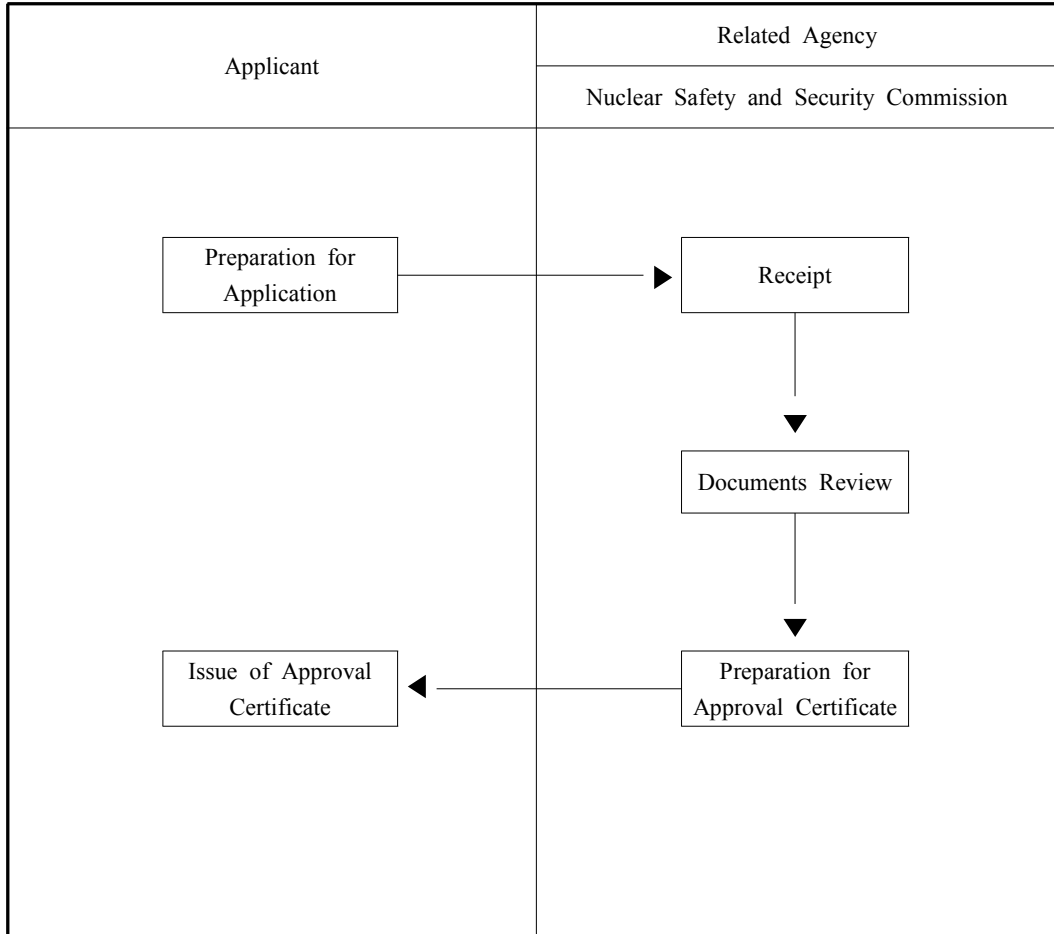 Applicant
Related Agency
Nuclear Safety and Security Commission
Preparation for
Application
Receipt
Documents Review
Issue of Approval
Certificate
Preparation for
Approval Certificate